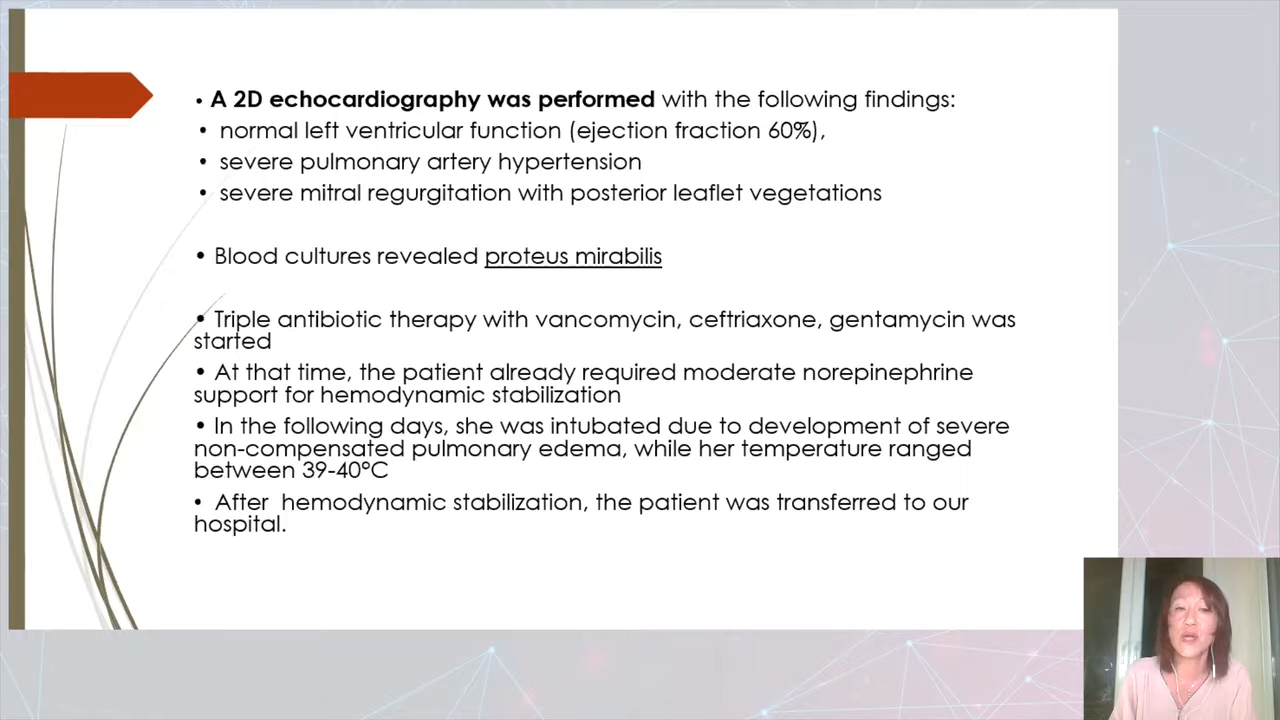 • A 2D echocardiography was performed with the following findings:
• normal left ventricular function (ejection fraction 60%),
• severe pulmonary artery hypertension
• severe mitral regurgitation with posterior leaflet vegetations
• Blood cultures revealed proteus mirabilis
• Triple antibiotic therapy with vancomycin, ceftriaxone, gentamycin was
started
• At that time, the patient already required moderate norepinephrine
support for hemodynamic stabilization
• In the following days, she was intubated due to development of severe
non-compensated pulmonary edema, while her temperature ranged
between 39-40°C
• After hemodynamic stabilization, the patient was transferred to our
hospital.